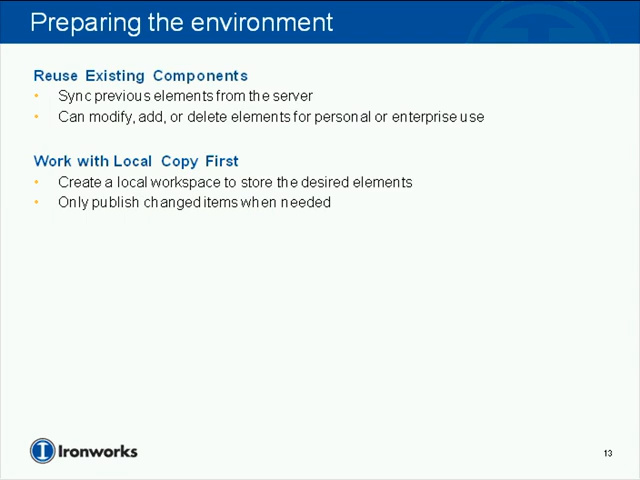 Preparing the environment
Reuse Existing Components
• Sync previous elements from the server
• Can modify, add, or delete elements for personal or enterprise use
Work with Local Copy First
• Create a local workspace to store the desired elements
• Only publish changed items when needed
Ironworks
13